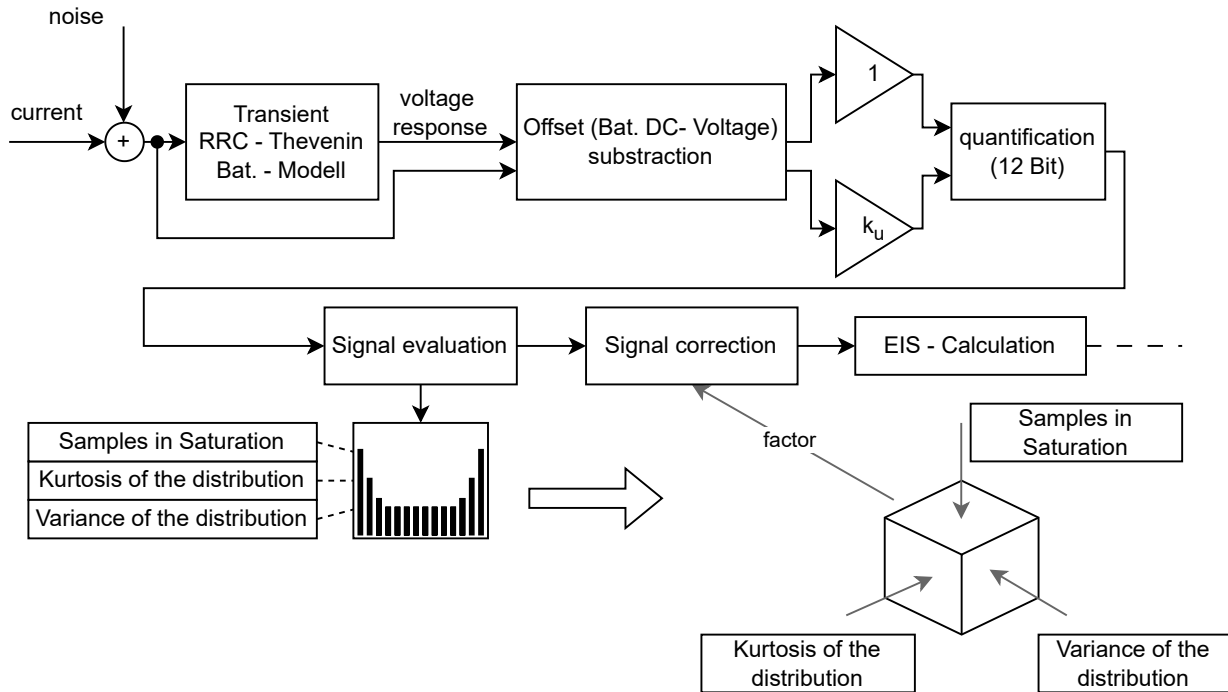 noise
current
+
Transient
RRC - Thevenin
Bat. - Modell
voltage
response
Offset (Bat. DC- Voltage)
substraction
1
k_u
quantification
(12 Bit)
Signal evaluation
Signal correction
EIS - Calculation
Samples in Saturation
Kurtosis of the distribution
Variance of the distribution
factor
Samples in
Saturation
Kurtosis of the
distribution
Variance of the
distribution